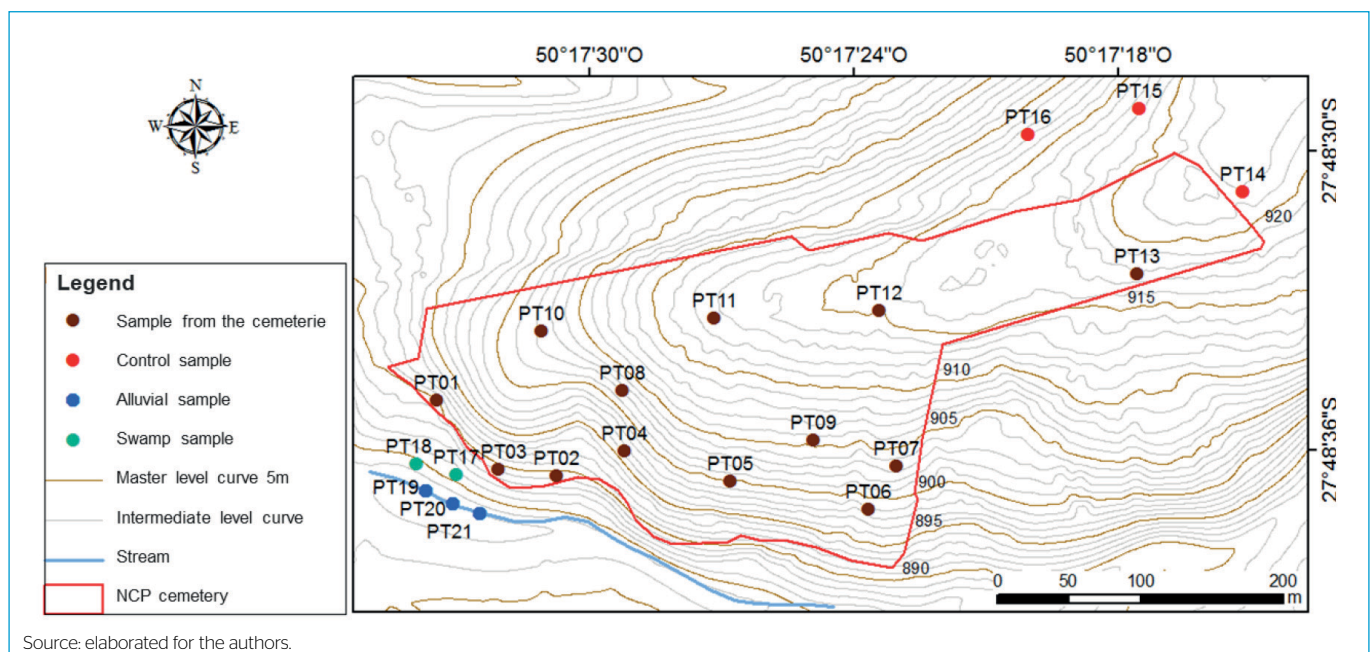 50°17'30"O 50°17'24"O 50°17'18"O
N
W E
S
27°48'30"S
27°48'36"S
PT15
PT16
PT14
920
PT13
915
PT12
PT11
PT10
910
PT08
PT01
905
PT09
PT04
PT07
PT18
PT17
PT03
PT02
PT05
900
PT06
PT19
PT20
PT21
895
890
Legend
Sample from the cemeterie
Control sample
Alluvial sample
Swamp sample
Master level curve 5m
Intermediate level curve
Stream
NCP cemetery
0 50 100 200
m
Source: elaborated for the authors.